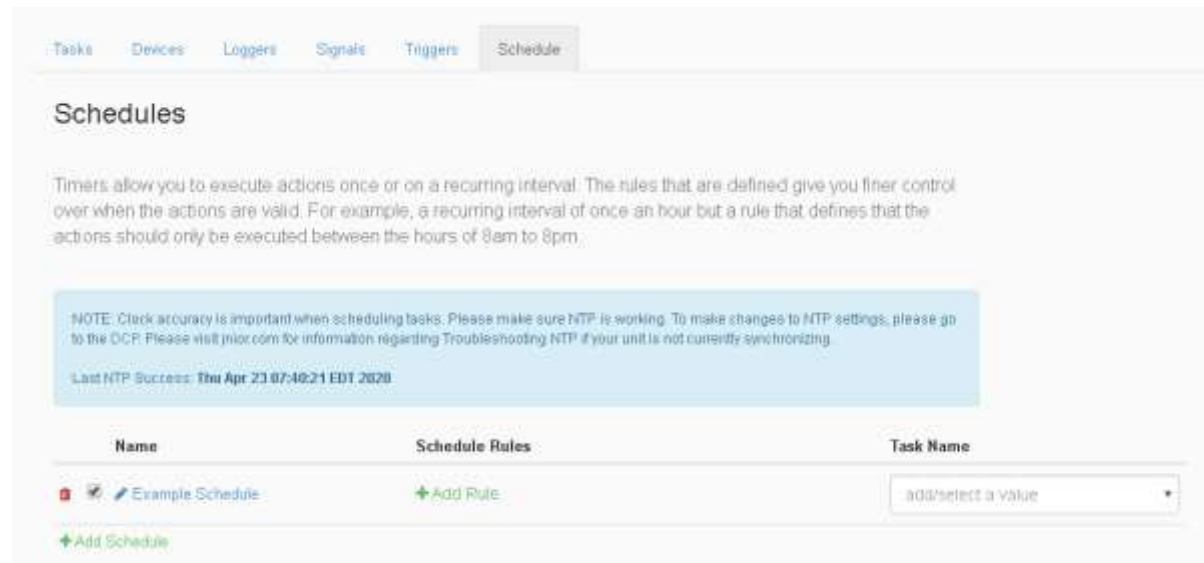 Tasks Devices Loggers Signals Triggers Schedule
Schedules
Timers allow you to execute actions once or on a recurring interval. The rules that are defined give you finer control
over when the actions are valid. For example, a recurring interval of once an hour but a rule that defines that the
actions should only be executed between the hours of 8am to 8pm.
NOTE: Clock accuracy is important when scheduling tasks. Please make sure NTP is working. To make changes to NTP settings, please go
to the DCP. Please visit jnior.com for information regarding Troubleshooting NTP if your unit is not currently synchronizing.
Last NTP Success: Thu Apr 23 07:40:21 EDT 2020
Name Schedule Rules Task Name
Example Schedule +Add Rule add/select a value
+Add Schedule